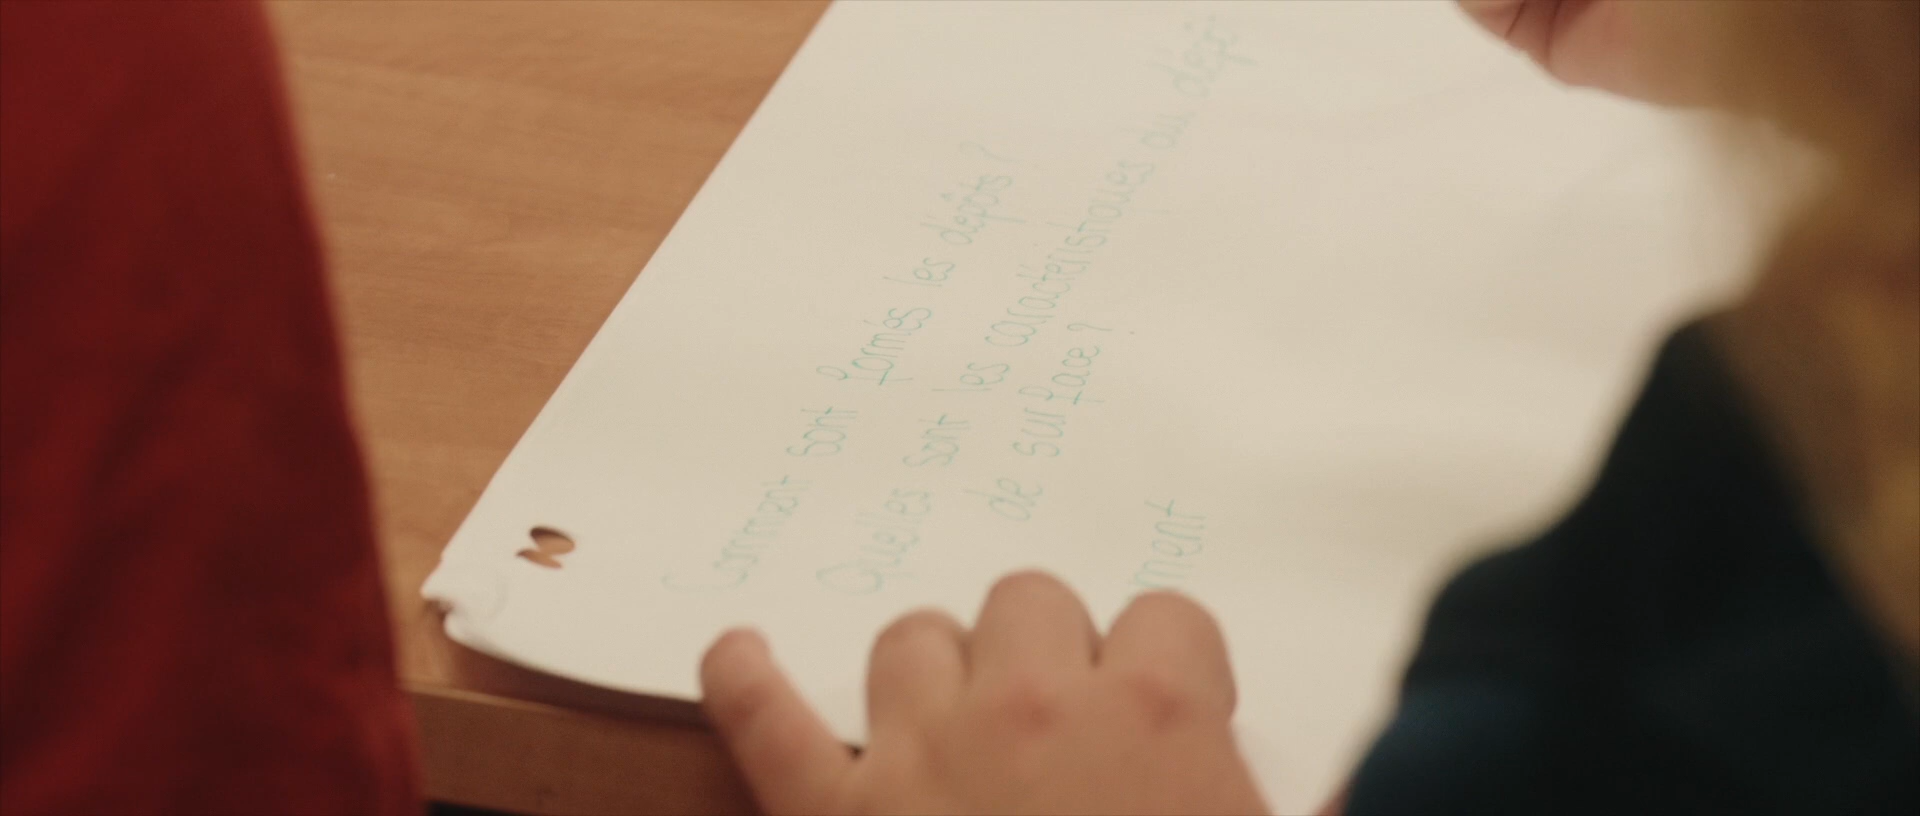 Comment sont formés les dépôts ?
Quelles sont les caractéristiques du dépôt
de surface ?
ment